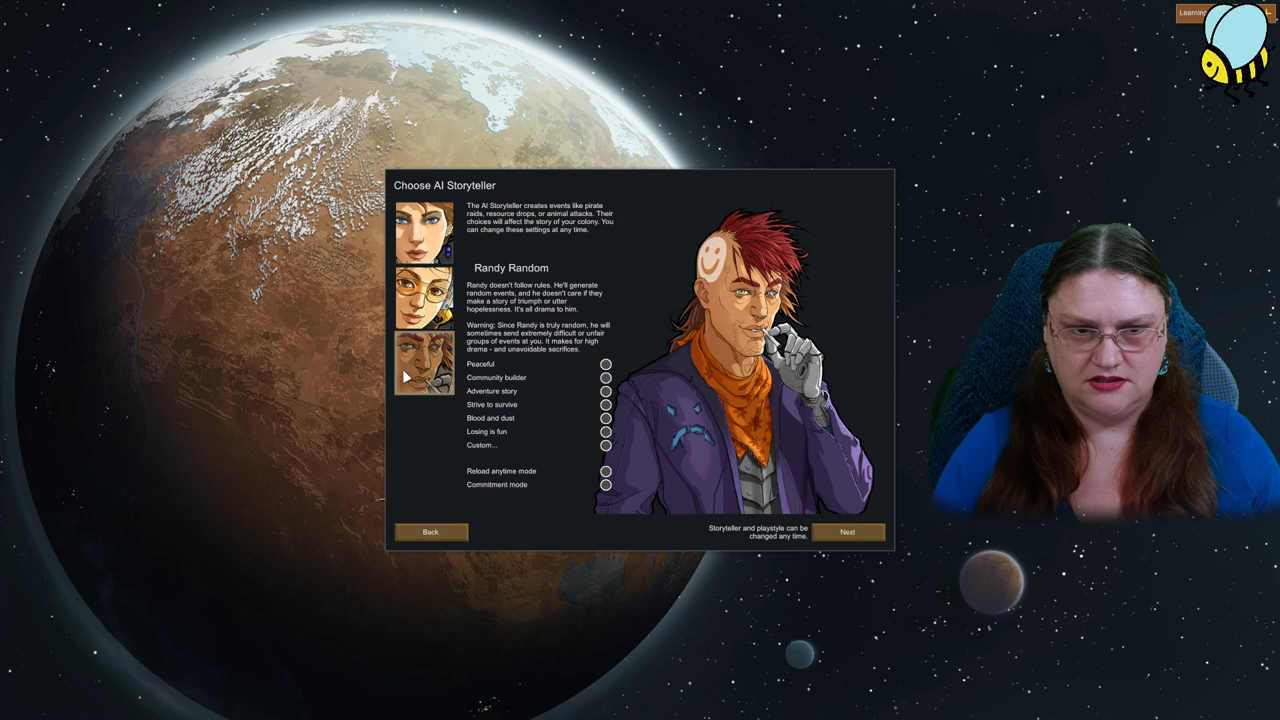 Learning
Choose AI Storyteller
The AI Storyteller creates events like pirate
raids, resource drops, or animal attacks. Their
choices will affect the story of your colony. You
can change these settings at any time.
Randy Random
Randy doesn't follow rules. He'll generate
random events, and he doesn't care if they
make a story of triumph or utter
hopelessness. It's all drama to him.
Warning: Since Randy is truly random, he will
sometimes send extremely difficult or unfair
groups of events at you. It makes for high
drama - and unavoidable sacrifices.
Peaceful
Community builder
Adventure story
Strive to survive
Blood and dust
Losing is fun
Custom...
Reload anytime mode
Commitment mode
Back
Storyteller and playstyle can be
changed any time.
Next